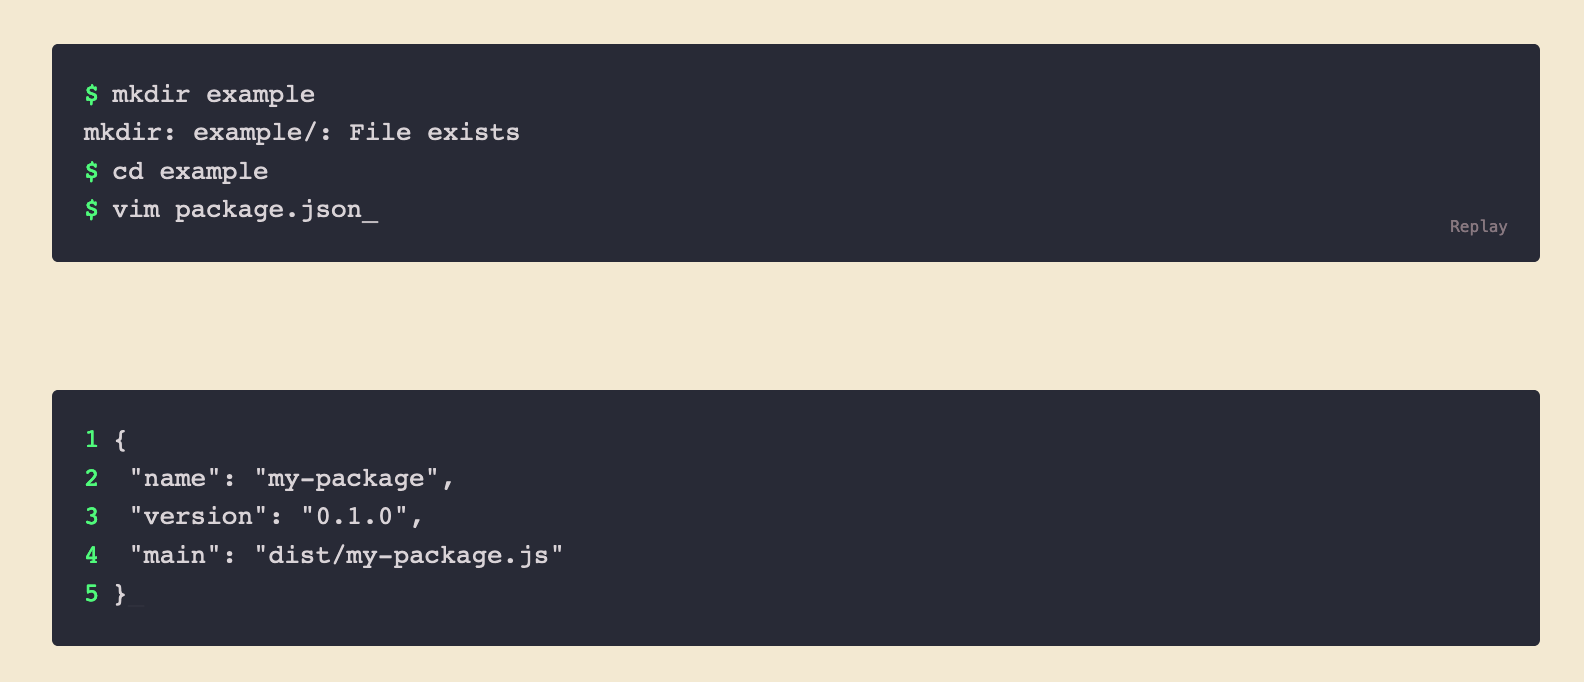 $ mkdir example
mkdir: example/: File exists
$ cd example
$ vim package.json_
Replay
1 {
2  "name": "my-package",
3  "version": "0.1.0",
4  "main": "dist/my-package.js"
5 }_